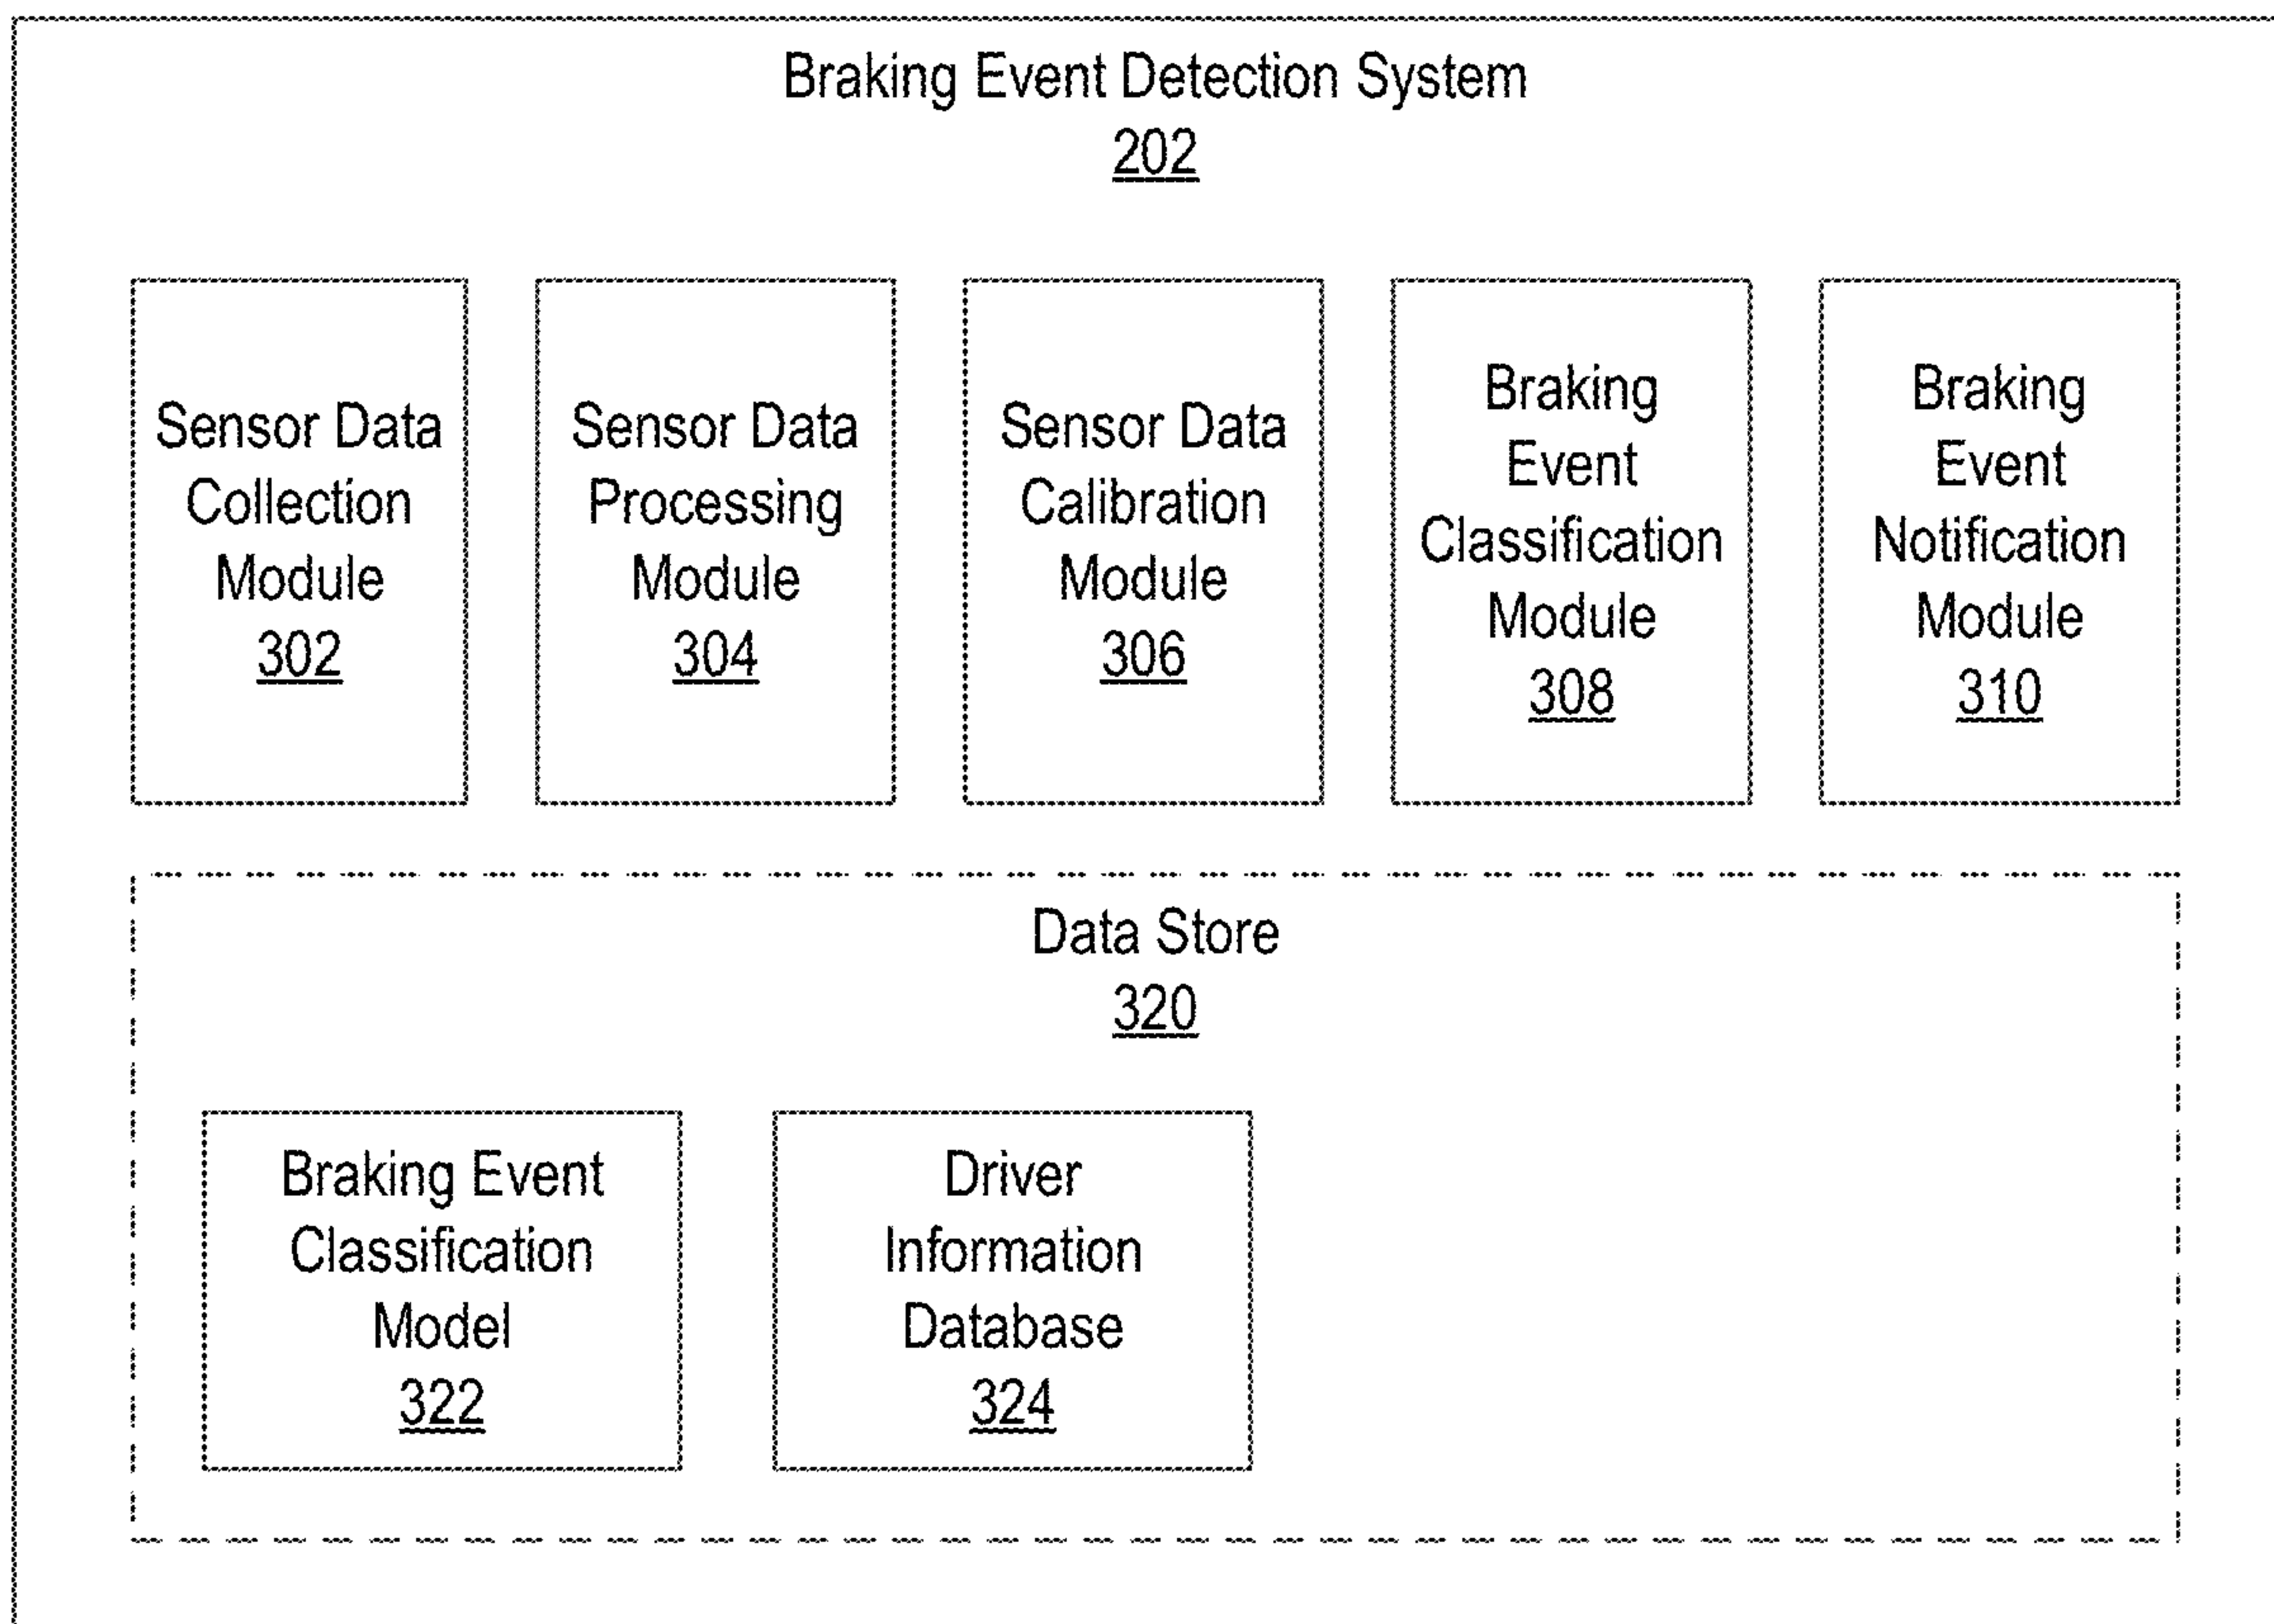 Braking Event Detection System
202
Sensor Data
Collection
Module
302
Sensor Data
Processing
Module
304
Sensor Data
Calibration
Module
306
Braking
Event
Classification
Module
308
Braking
Event
Notification
Module
310
Data Store
320
Braking Event
Classification
Model
322
Driver
Information
Database
324